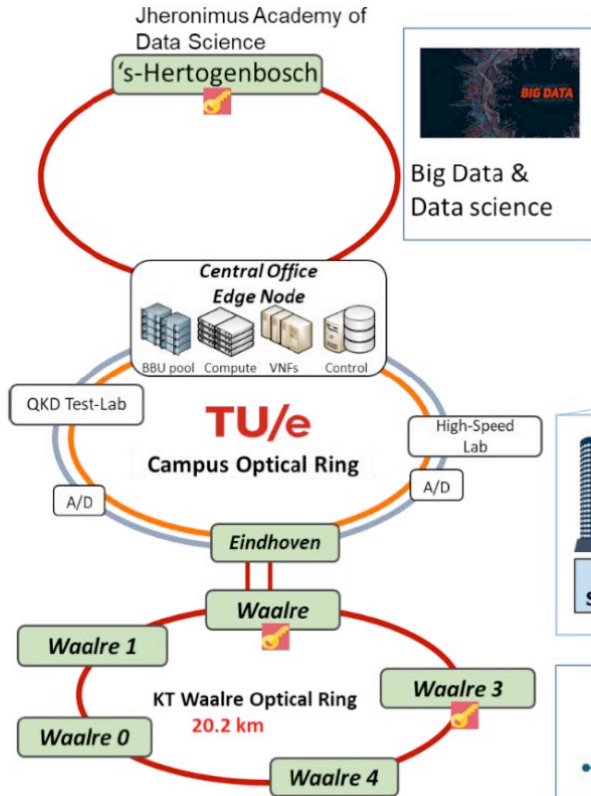 Jheronimus Academy of
Data Science
‘s-Hertogenbosch
BIG DATA
Big Data &
Data science
Central Office
Edge Node
BBU pool
Compute
VNFs
Control
QKD Test-Lab
TU/e
High-Speed
Lab
Campus Optical Ring
A/D
A/D
Eindhoven
Waalre
Waalre 1
KT Waalre Optical Ring
Waalre 3
20.2 km
Waalre 0
Waalre 4
S